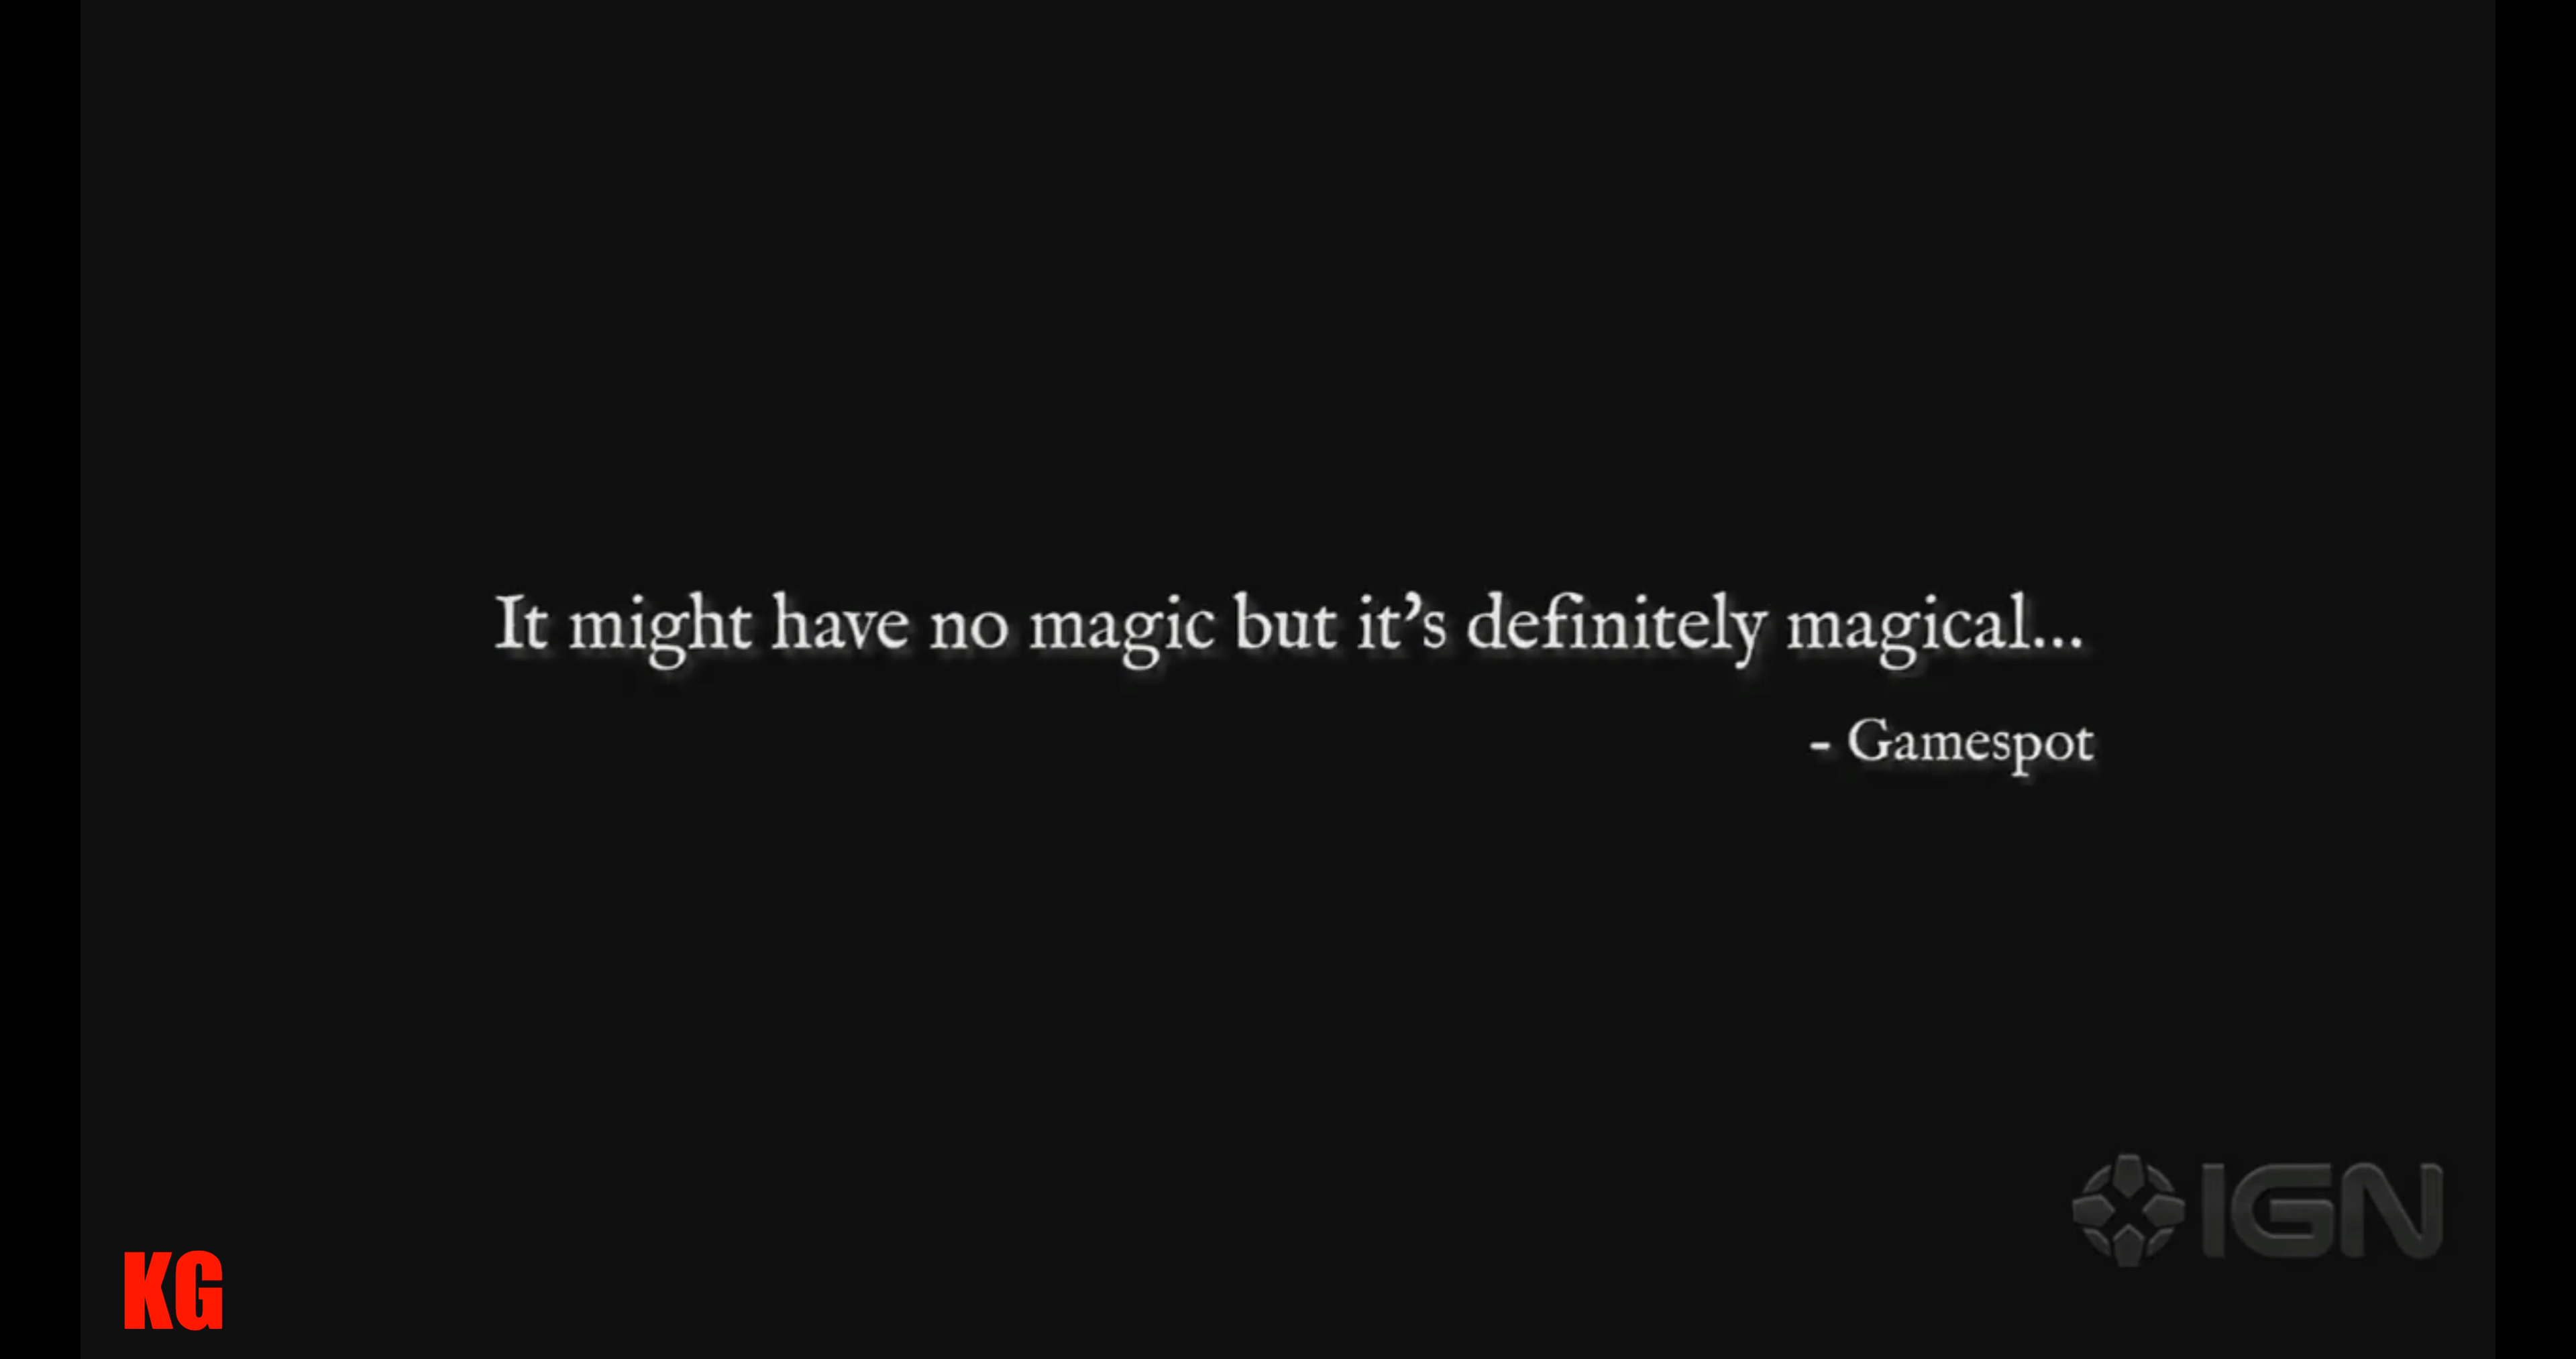 It might have no magic but it’s definitely magical...
- Gamespot
IGN
KG